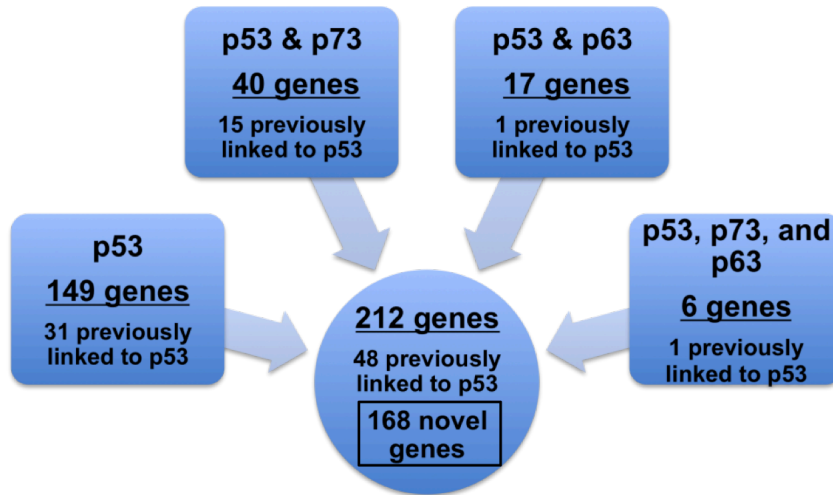 p53 & p73
40 genes
15 previously
linked to p53
p53 & p63
17 genes
1 previously
linked to p53
p53
149 genes
31 previously
linked to p53
p53, p73, and
p63
6 genes
1 previously
linked to p53
212 genes
48 previously
linked to p53
168 novel
genes